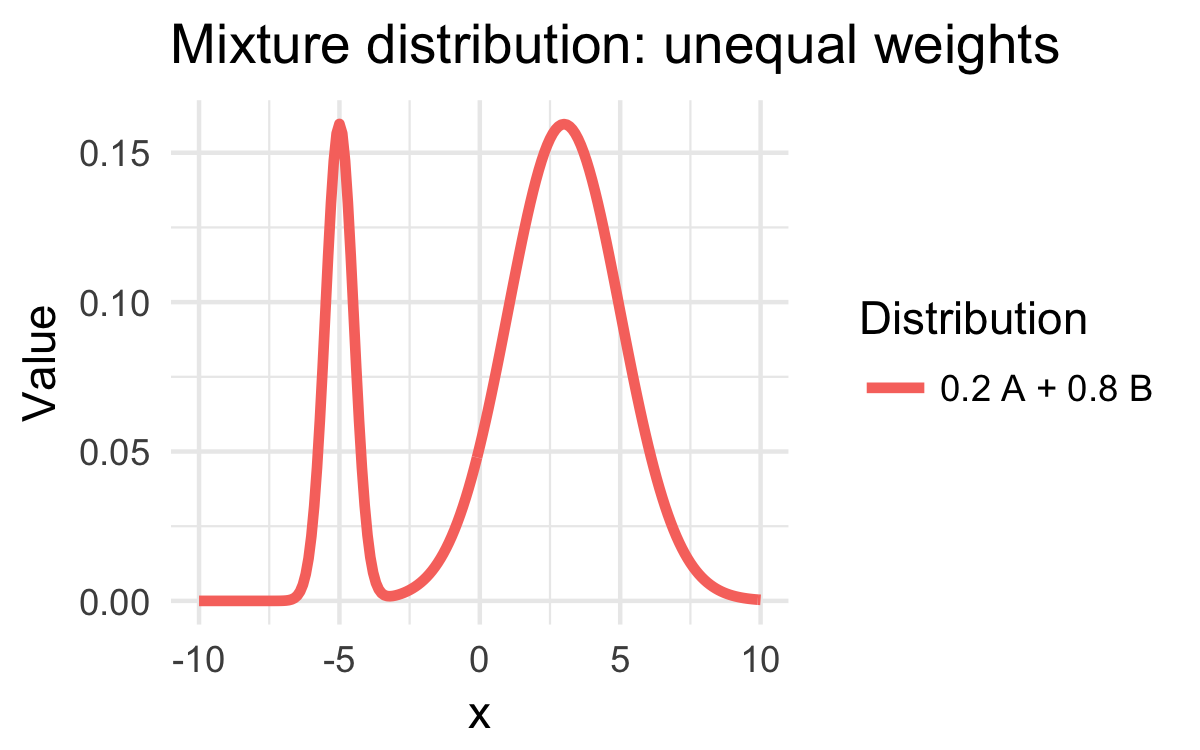 Mixture distribution: unequal weights
0.15
0.10
0.05
0.00
Value
-10 -5 0 5 10
x
Distribution
0.2 A + 0.8 B